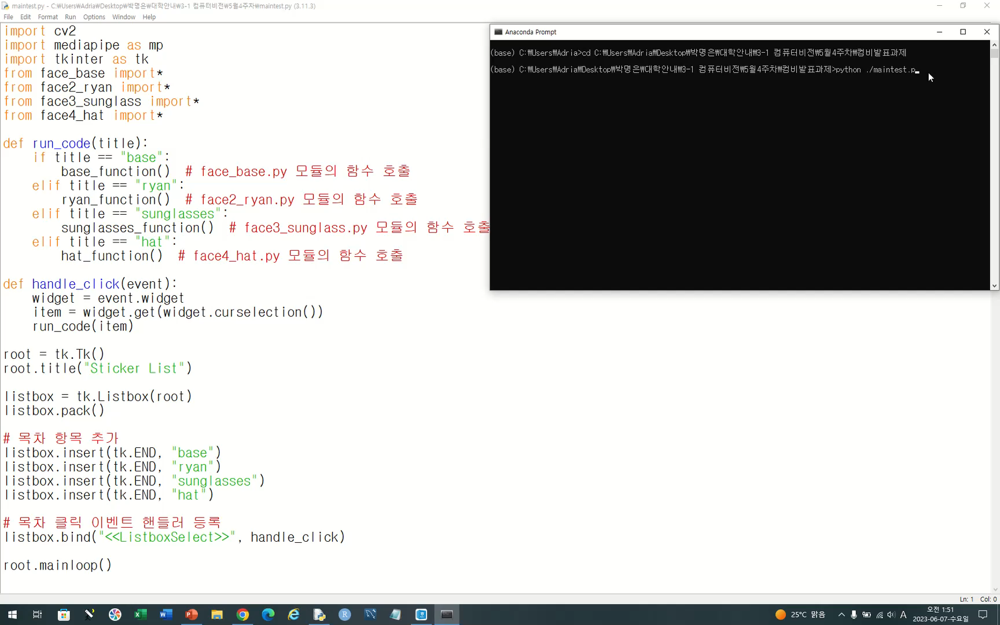 maintest.py - C:\Users\Adria\Desktop\박명은\대학안내\3-1 컴퓨터비전\5월4주차\maintest.py (3.11.3)
File Edit Format Run Options Window Help
import cv2
import mediapipe as mp
import tkinter as tk
from face_base import*
from face2_ryan import*
from face3_sunglass import*
from face4_hat import*
def run_code(title):
if title == "base":
base_function() # face_base.py 모듈의 함수 호출
elif title == "ryan":
ryan_function() # face2_ryan.py 모듈의 함수 호출
elif title == "sunglasses":
sunglasses_function() # face3_sunglass.py 모듈의 함수 호출
elif title == "hat":
hat_function() # face4_hat.py 모듈의 함수 호출
def handle_click(event):
widget = event.widget
item = widget.get(widget.curselection())
run_code(item)
root = tk.Tk()
root.title("Sticker List")
listbox = tk.Listbox(root)
listbox.pack()
# 목차 항목 추가
listbox.insert(tk.END, "base")
listbox.insert(tk.END, "ryan")
listbox.insert(tk.END, "sunglasses")
listbox.insert(tk.END, "hat")
# 목차 클릭 이벤트 핸들러 등록
listbox.bind("<<ListboxSelect>>", handle_click)
root.mainloop()
Anaconda Prompt
(base) C:\Users\Adria>cd C:\Users\Adria\Desktop\박명은\대학안내\3-1 컴퓨터비전\5월4주차\컴비발표과제
(base) C:\Users\Adria\Desktop\박명은\대학안내\3-1 컴퓨터비전\5월4주차\컴비발표과제>python ./maintest.p
Ln: 1 Col: 0
25℃ 맑음
A
오전 1:51
2023-06-07-수요일